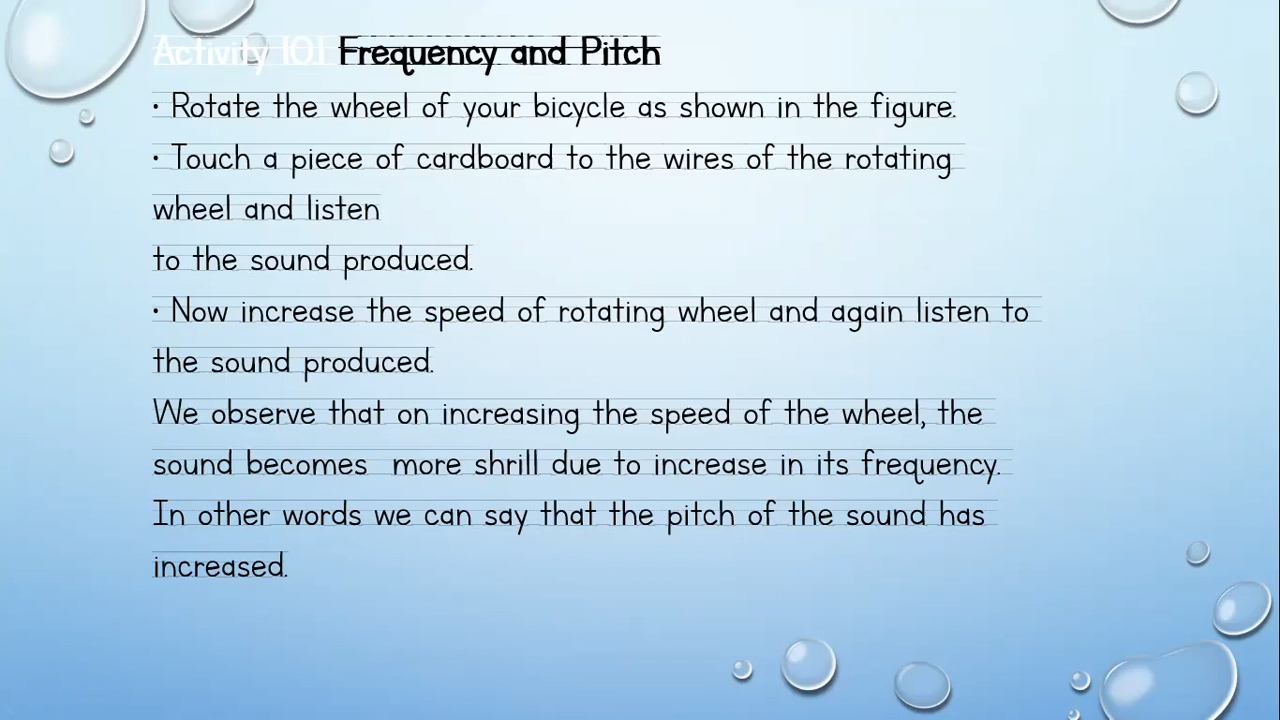 Activity 10.1 Frequency and Pitch
• Rotate the wheel of your bicycle as shown in the figure.
• Touch a piece of cardboard to the wires of the rotating
wheel and listen
to the sound produced.
• Now increase the speed of rotating wheel and again listen to
the sound produced.
We observe that on increasing the speed of the wheel, the
sound becomes  more shrill due to increase in its frequency.
In other words we can say that the pitch of the sound has
increased.